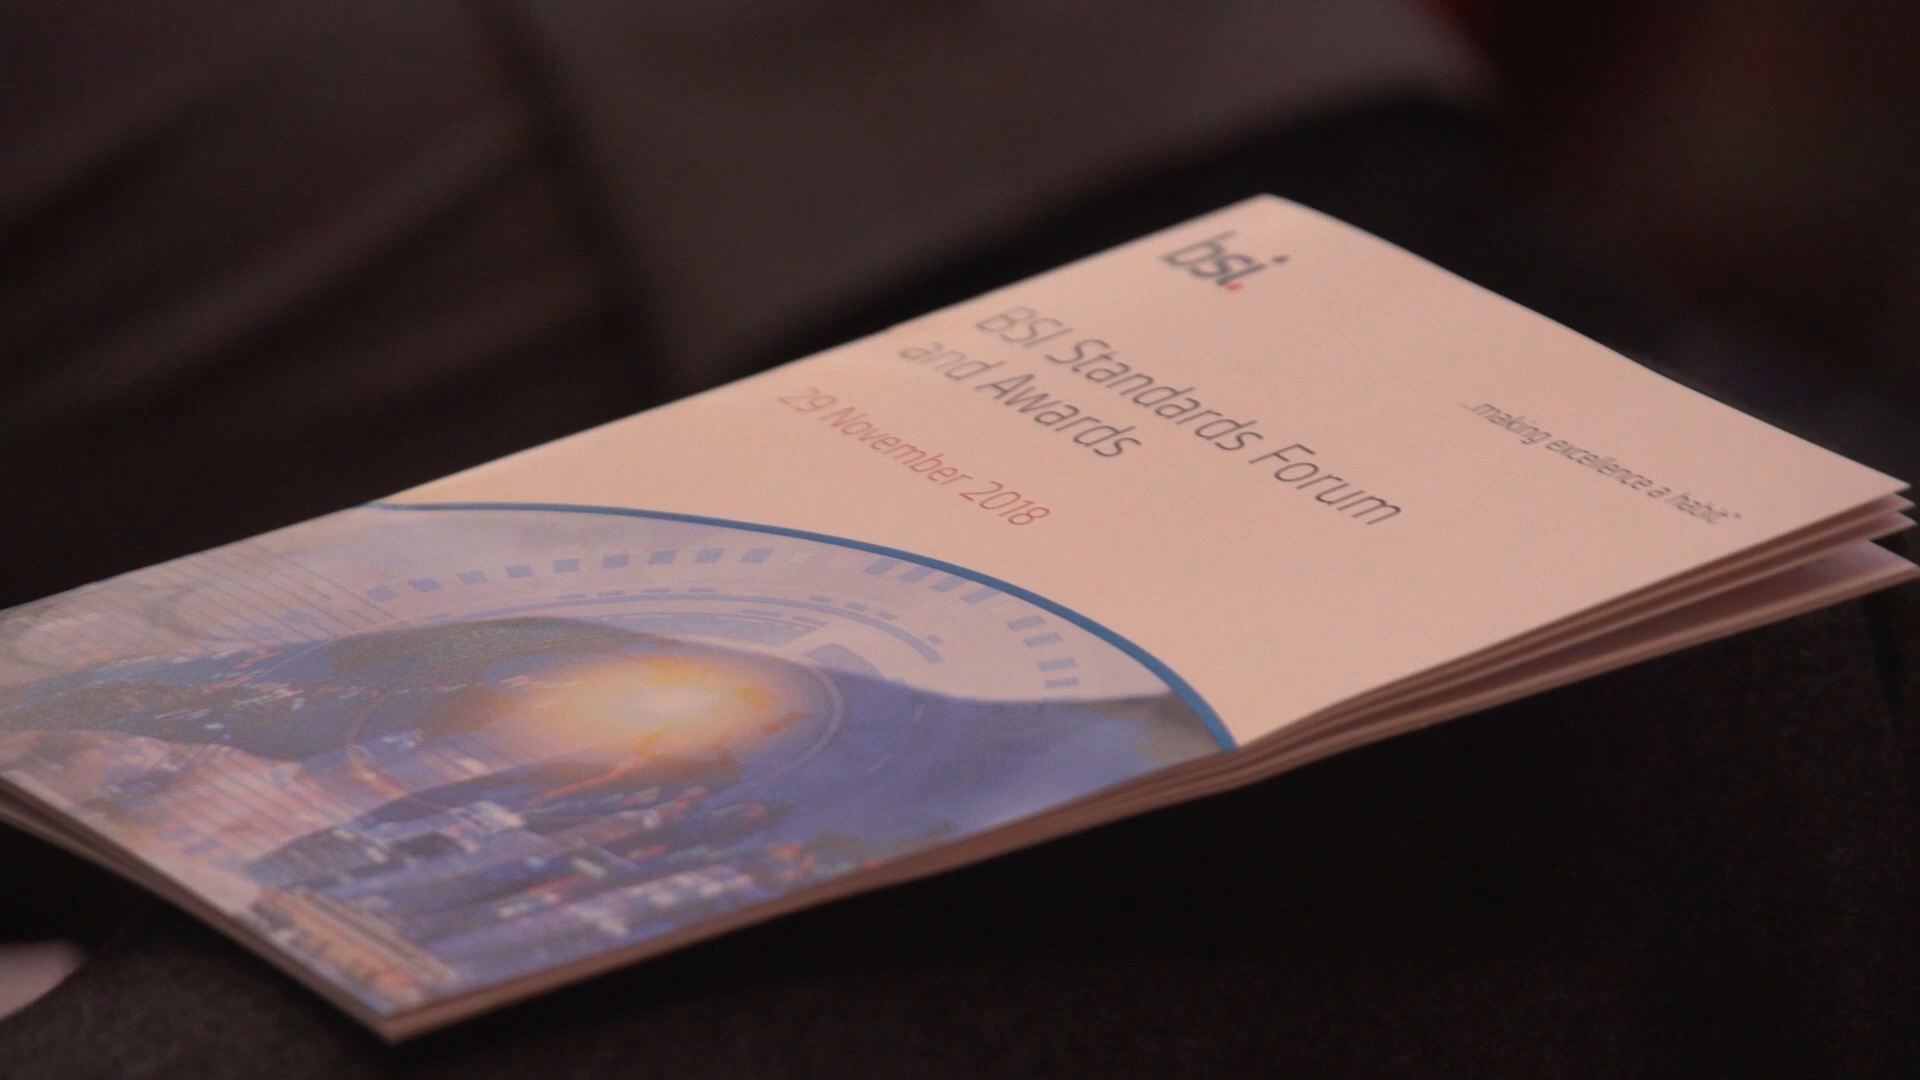 bsi.
BSI Standards Forum
and Awards
29 November 2018
...making excellence a habit.™